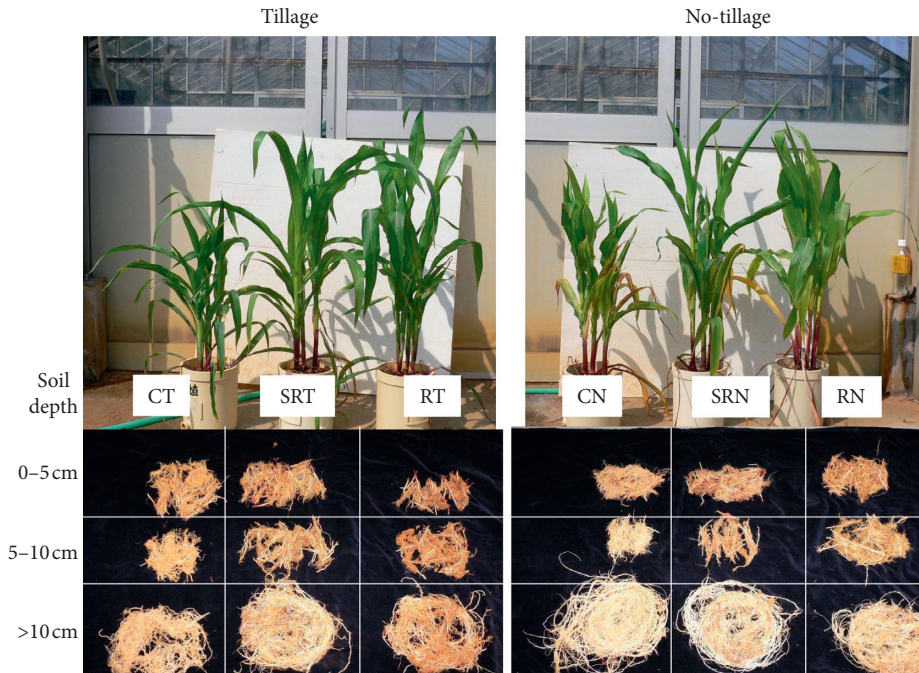 Tillage
No-tillage
Soil
depth
CT
SRT
RT
CN
SRN
RN
0–5 cm
5–10 cm
>10 cm